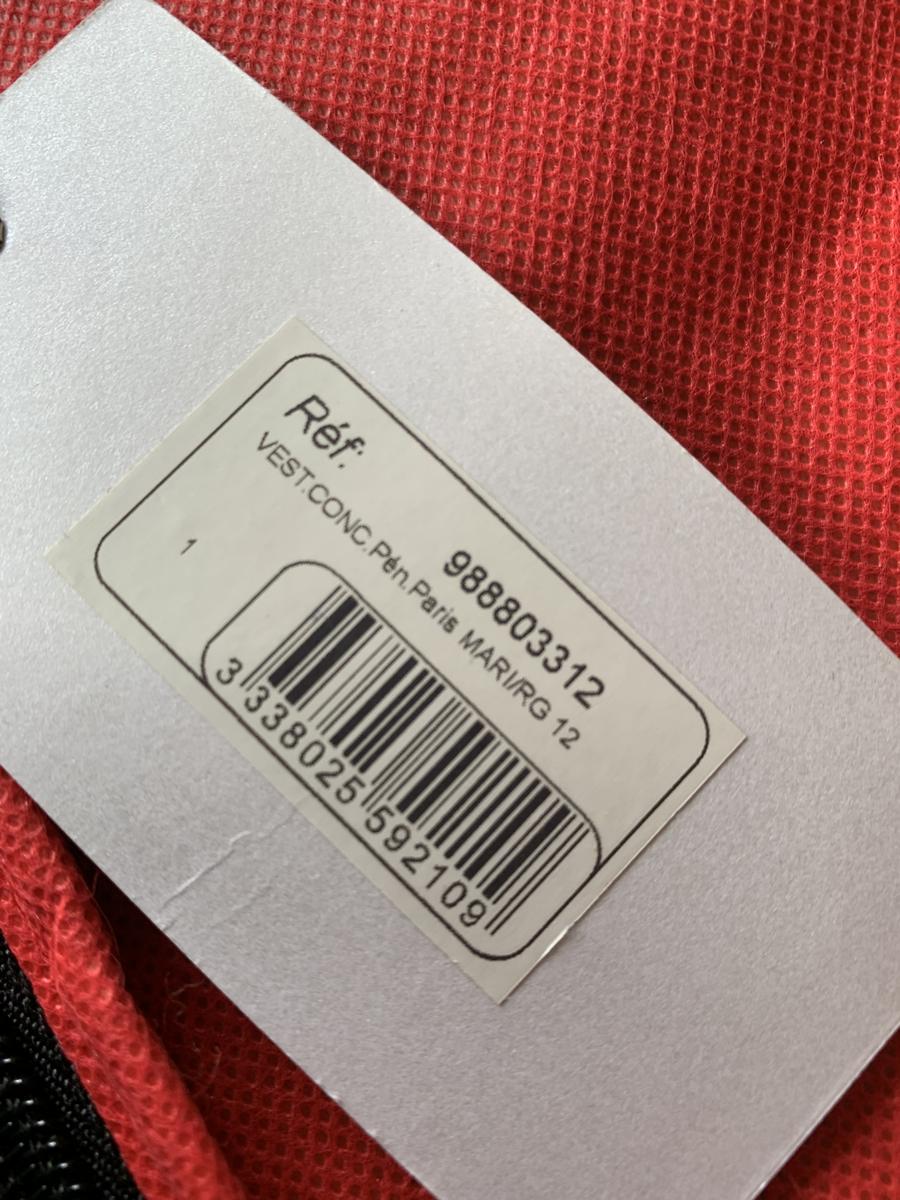 Réf:
988803312
VEST.CONC.Pén.Paris MARI/RG 12
1
3 338025 592109